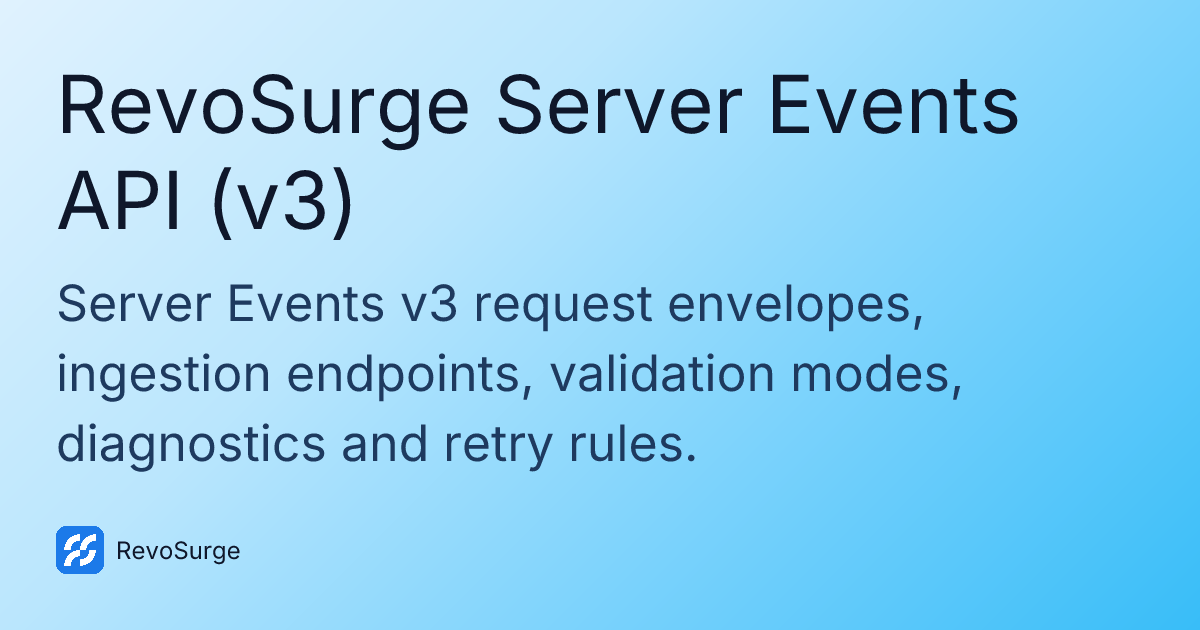 RevoSurge Server Events
API (v3)
Server Events v3 request envelopes,
ingestion endpoints, validation modes,
diagnostics and retry rules.
RevoSurge